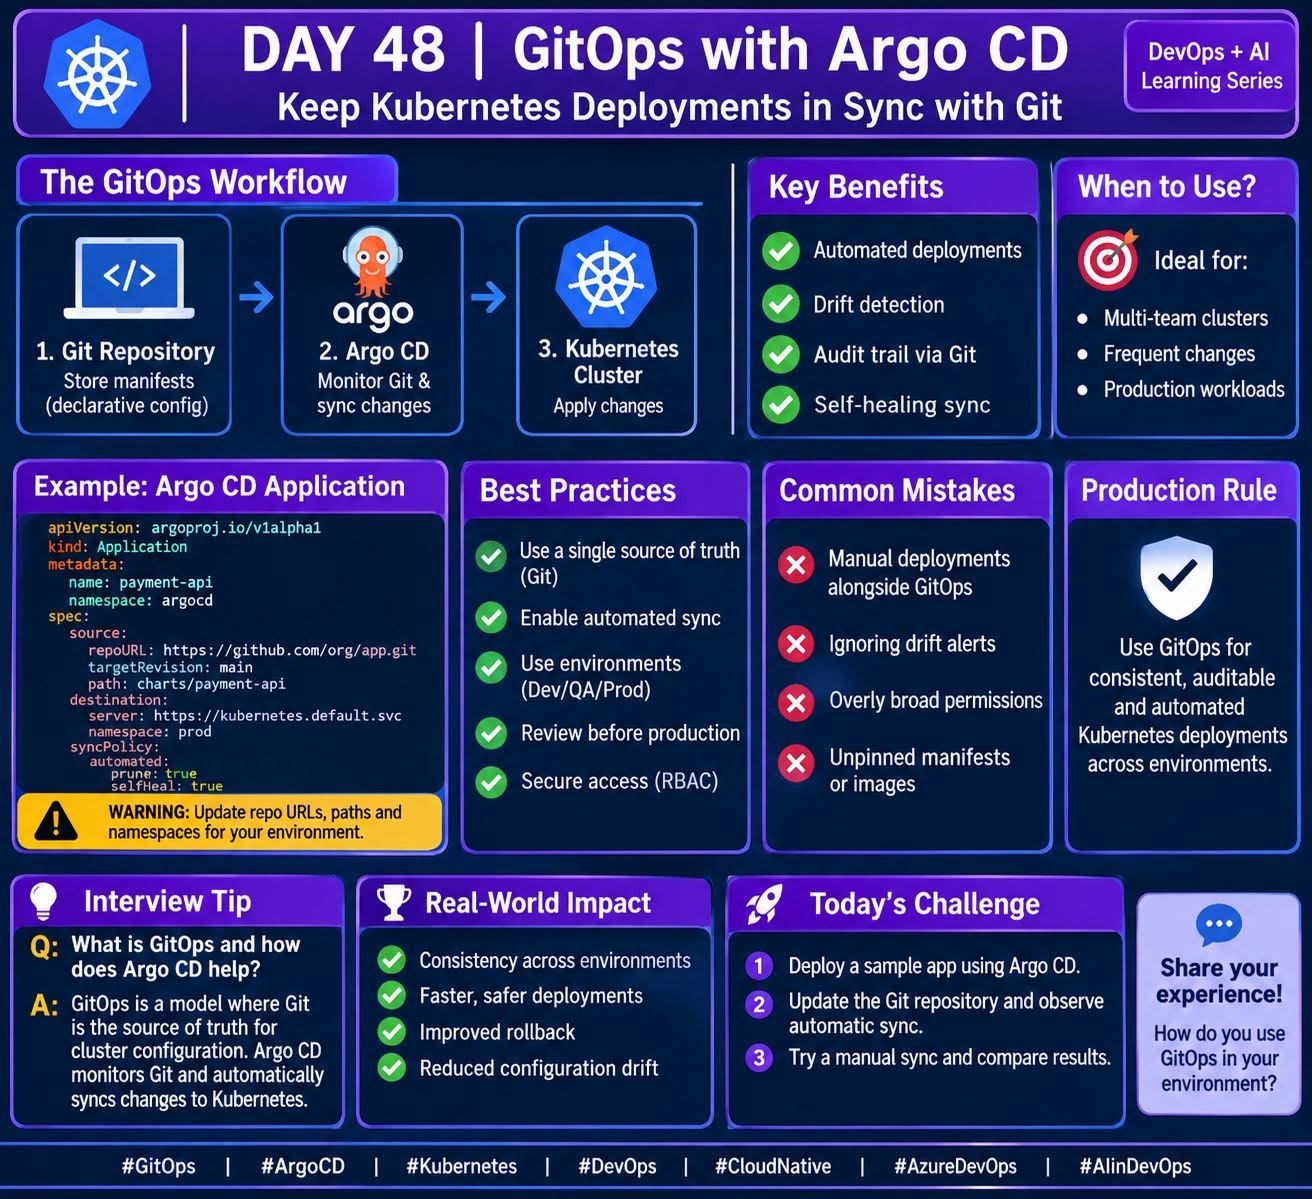 DAY 48 | GitOps with Argo CD
Keep Kubernetes Deployments in Sync with Git
DevOps + AI
Learning Series
The GitOps Workflow
</>
1. Git Repository
Store manifests
(declarative config)
argo
2. Argo CD
Monitor Git &
sync changes
3. Kubernetes
Cluster
Apply changes
Key Benefits
Automated deployments
Drift detection
Audit trail via Git
Self-healing sync
When to Use?
Ideal for:
• Multi-team clusters
• Frequent changes
• Production workloads
Example: Argo CD Application
apiVersion: argoproj.io/v1alpha1
kind: Application
metadata:
name: payment-api
namespace: argocd
spec:
source:
repoURL: https://github.com/org/app.git
targetRevision: main
path: charts/payment-api
destination:
server: https://kubernetes.default.svc
namespace: prod
syncPolicy:
automated:
prune: true
selfHeal: true
WARNING: Update repo URLs, paths and
namespaces for your environment.
Best Practices
Use a single source of truth
(Git)
Enable automated sync
Use environments
(Dev/QA/Prod)
Review before production
Secure access (RBAC)
Common Mistakes
Manual deployments
alongside GitOps
Ignoring drift alerts
Overly broad permissions
Unpinned manifests
or images
Production Rule
Use GitOps for
consistent, auditable
and automated
Kubernetes deployments
across environments.
Interview Tip
Q: What is GitOps and how
does Argo CD help?
A: GitOps is a model where Git
is the source of truth for
cluster configuration. Argo CD
monitors Git and automatically
syncs changes to Kubernetes.
Real-World Impact
Consistency across environments
Faster, safer deployments
Improved rollback
Reduced configuration drift
Today's Challenge
1 Deploy a sample app using Argo CD.
2 Update the Git repository and observe
automatic sync.
3 Try a manual sync and compare results.
Share your
experience!
How do you use
GitOps in your
environment?
#GitOps | #ArgoCD | #Kubernetes | #DevOps | #CloudNative | #AzureDevOps | #AIinDevOps